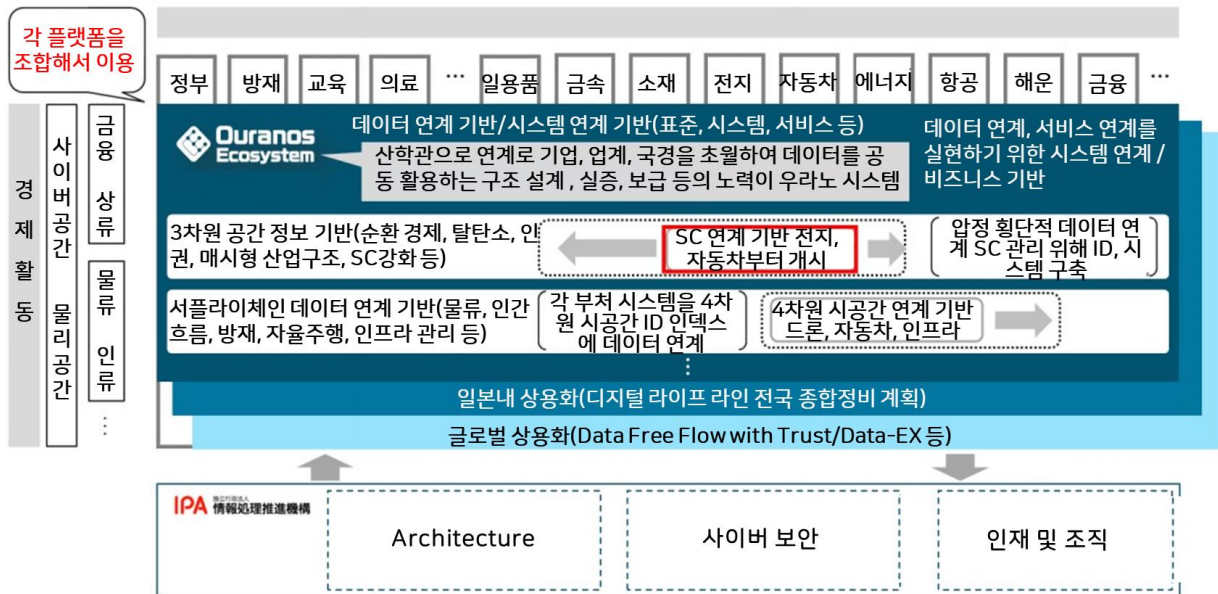 각 플랫폼을
조합해서 이용
정부 방재 교육 의료 … 일용품 금속 소재 전지 자동차 에너지 항공 해운 금융 …
경제활동
사이버공간 물리공간
금융 상류
물류 인류
⋮
Ouranos
Ecosystem
데이터 연계 기반/시스템 연계 기반(표준, 시스템, 서비스 등)
산학관으로 연계로 기업, 업계, 국경을 초월하여 데이터를 공
동 활용하는 구조 설계 , 실증, 보급 등의 노력이 우라노 시스템
데이터 연계, 서비스 연계를
실현하기 위한 시스템 연계 /
비즈니스 기반
3차원 공간 정보 기반(순환 경제, 탈탄소, 인
권, 매시형 산업구조, SC강화 등)
SC 연계 기반 전지,
자동차부터 개시
압정 횡단적 데이터 연
계 SC 관리 위해 ID, 시
스템 구축
서플라이체인 데이터 연계 기반(물류, 인간
흐름, 방재, 자율주행, 인프라 관리 등)
각 부처 시스템을 4차
원 시공간 ID 인덱스
에 데이터 연계
4차원 시공간 연계 기반
드론, 자동차, 인프라
⋮
일본내 상용화(디지털 라이프 라인 전국 종합정비 계획)
글로벌 상용화(Data Free Flow with Trust/Data-EX 등)
IPA
独立行政法人
情報処理推進機構
Architecture
사이버 보안
인재 및 조직